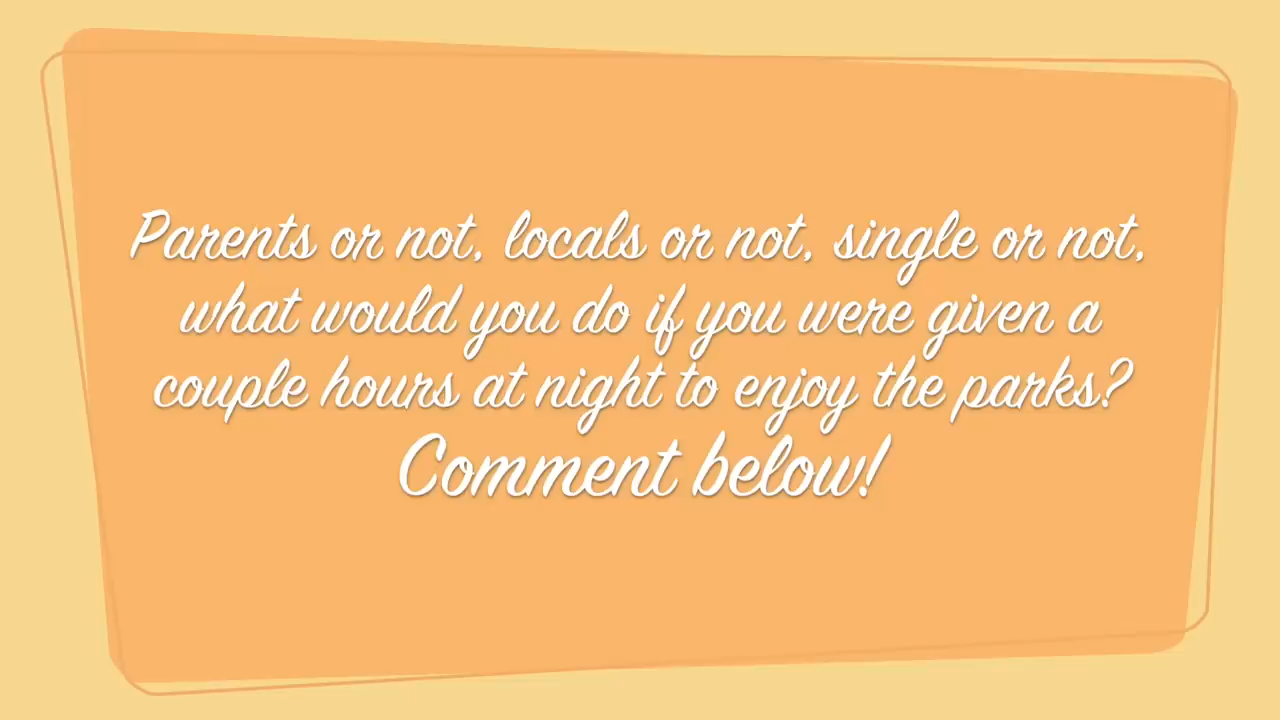 Parents or not, locals or not, single or not,
what would you do if you were given a
couple hours at night to enjoy the parks?
Comment below!